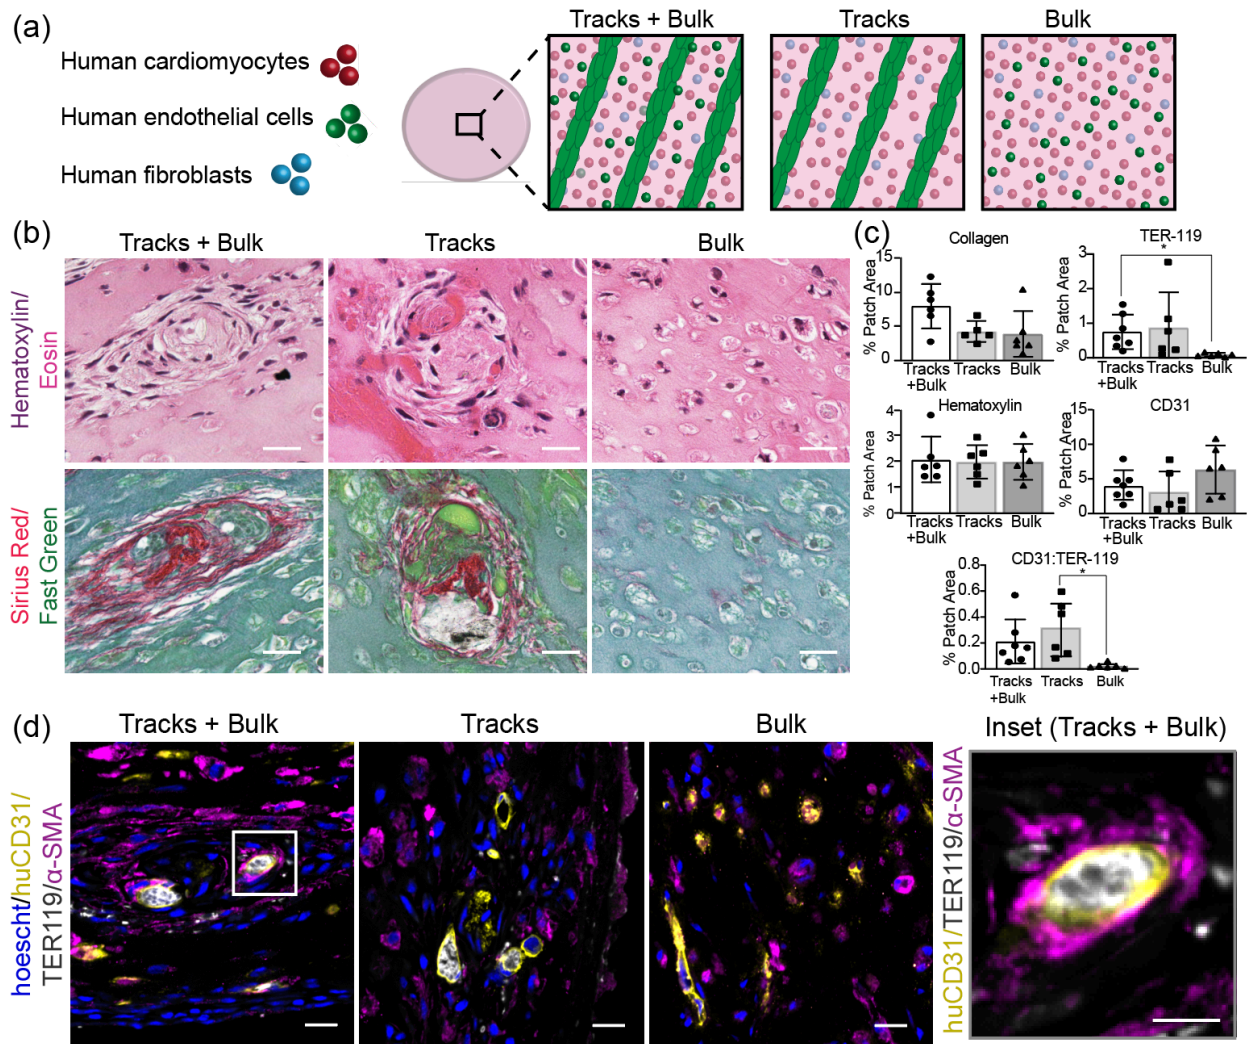 (a)
Human cardiomyocytes
Human endothelial cells
Human fibroblasts
Tracks + Bulk
Tracks
Bulk
(b)
Tracks + Bulk
Tracks
Bulk
Hematoxylin/
Eosin
Sirius Red/
Fast Green
(c)
Collagen
% Patch Area
15
10
5
0
Tracks
+Bulk
Tracks
Bulk
TER-119
*
% Patch Area
3
2
1
0
Tracks
+Bulk
Tracks
Bulk
Hematoxylin
% Patch Area
4
3
2
1
0
Tracks
+Bulk
Tracks
Bulk
CD31
% Patch Area
15
10
5
0
Tracks
+Bulk
Tracks
Bulk
CD31:TER-119
*
% Patch Area
0.8
0.6
0.4
0.2
0.0
Tracks
+Bulk
Tracks
Bulk
(d)
Tracks + Bulk
Tracks
Bulk
Inset (Tracks + Bulk)
hoescht/huCD31/
TER119/α-SMA
huCD31/TER119/α-SMA